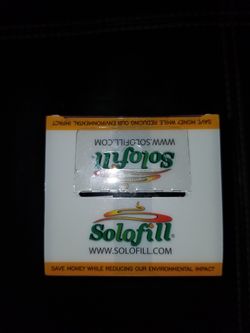 SAVE MONEY WHILE REDUCING OUR ENVIRONMENTAL IMPACT
WWW.SOLOFILL.COM
Solofill
Solofill®
WWW.SOLOFILL.COM
SAVE MONEY WHILE REDUCING OUR ENVIRONMENTAL IMPACT